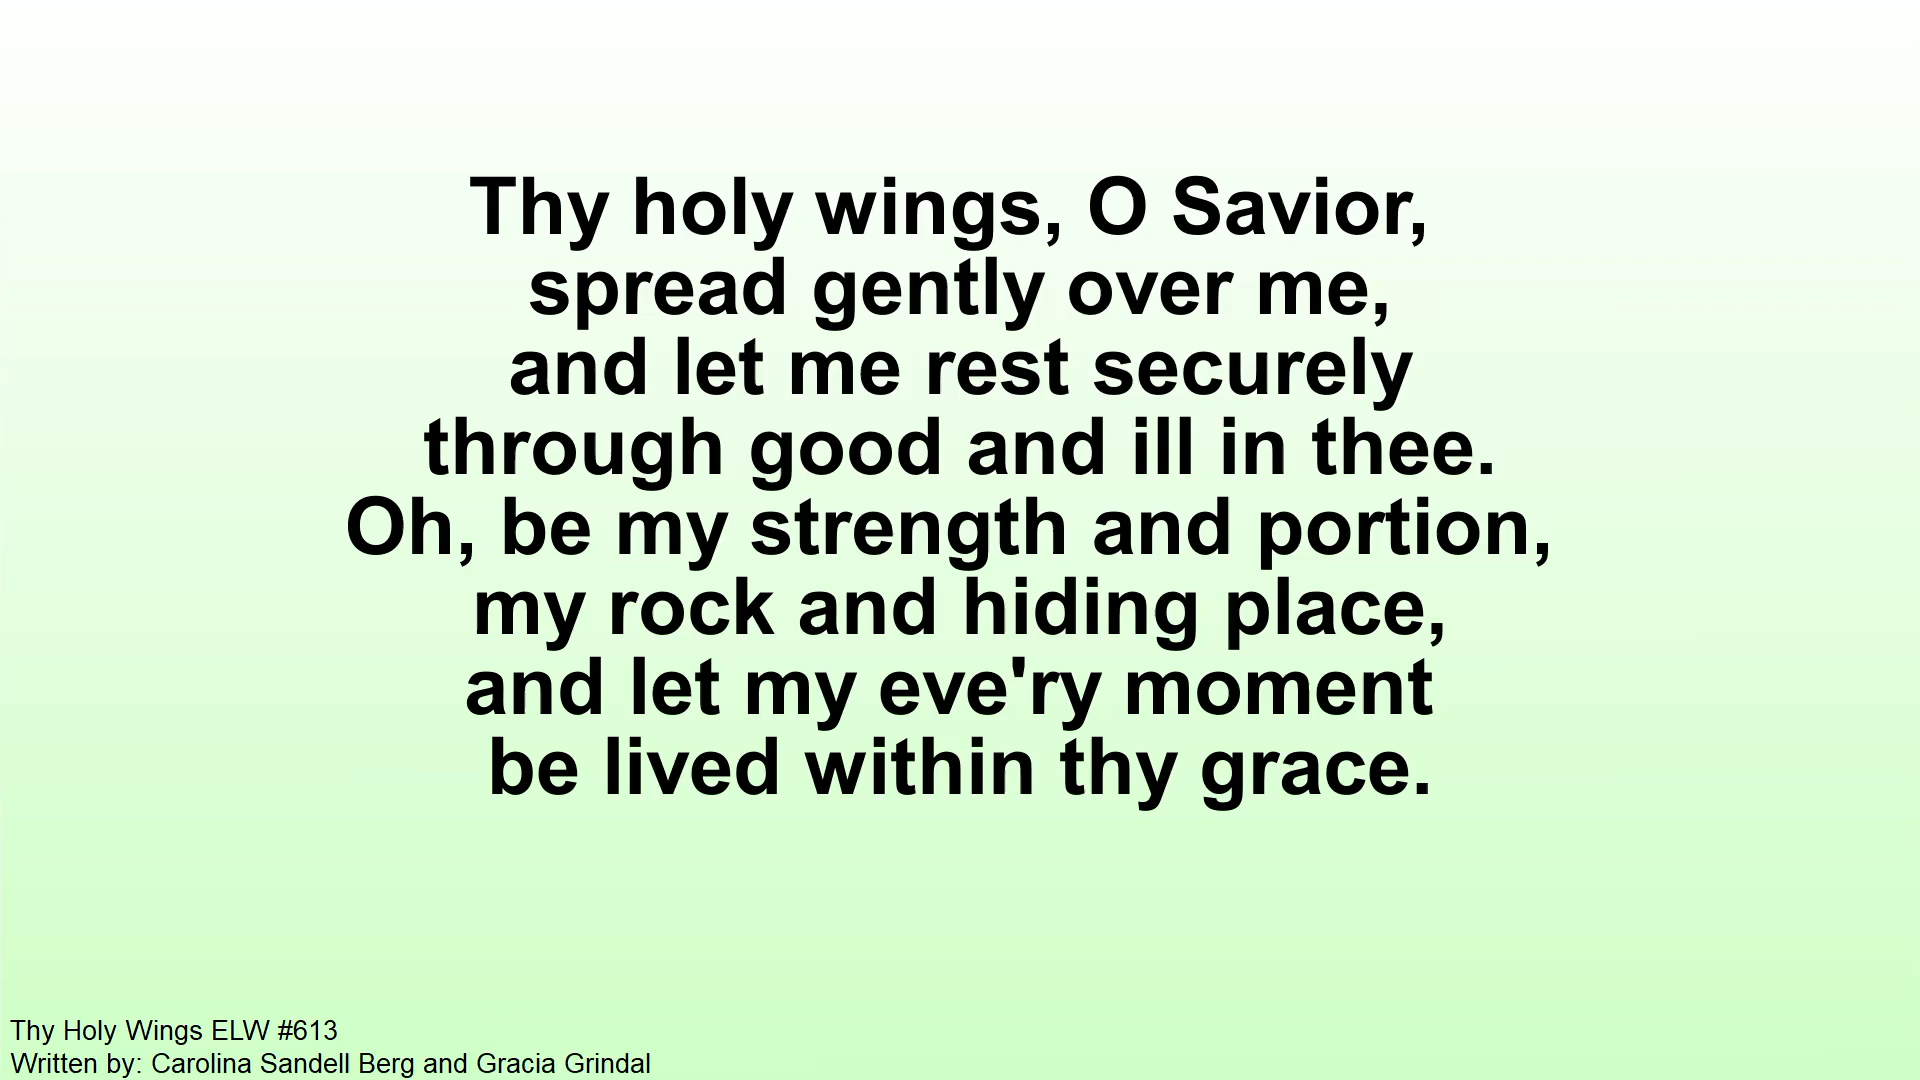 Thy holy wings, O Savior,
spread gently over me,
and let me rest securely
through good and ill in thee.
Oh, be my strength and portion,
my rock and hiding place,
and let my eve'ry moment
be lived within thy grace.
Thy Holy Wings ELW #613
Written by: Carolina Sandell Berg and Gracia Grindal